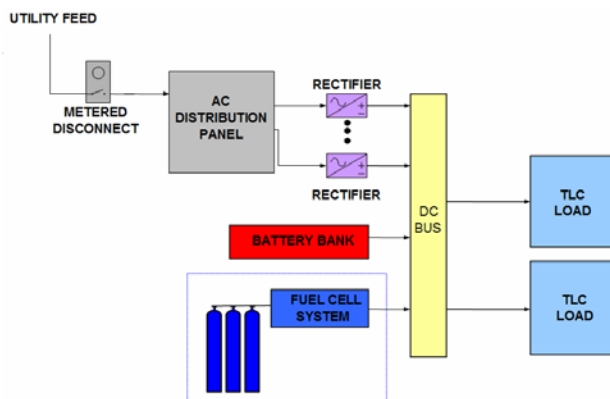 UTILITY FEED
METERED
DISCONNECT
AC
DISTRIBUTION
PANEL
RECTIFIER
RECTIFIER
BATTERY BANK
FUEL CELL
SYSTEM
DC
BUS
TLC
LOAD
TLC
LOAD